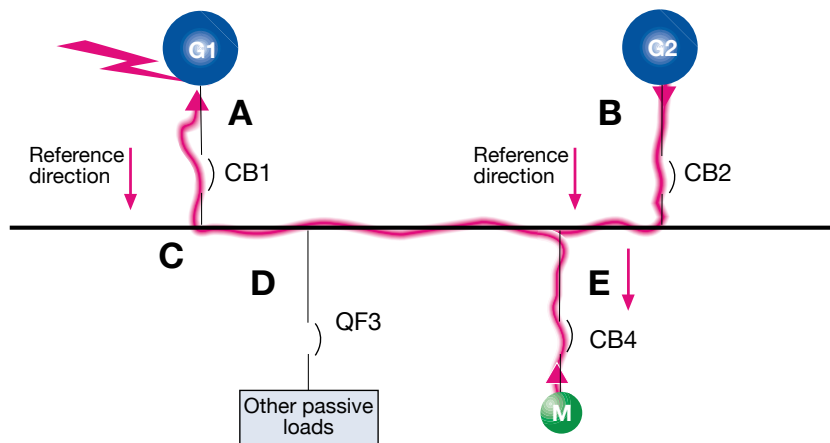 G1
G2
A
B
Reference
direction
CB1
Reference
direction
CB2
C
D
E
QF3
CB4
Other passive
loads
M